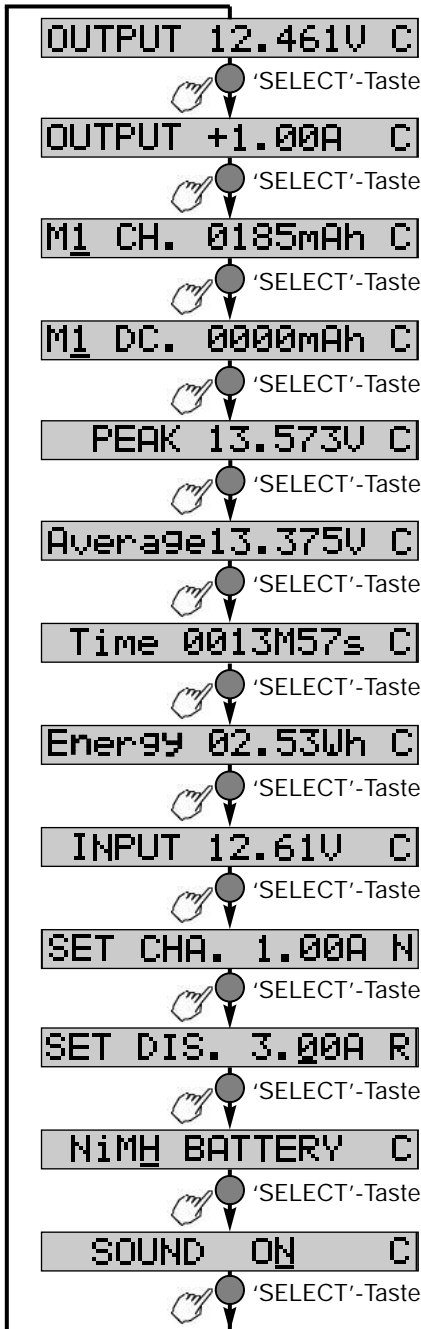 OUTPUT 12.461V C
'SELECT'-Taste
OUTPUT +1.00A C
'SELECT'-Taste
M1 CH. 0185mAh C
'SELECT'-Taste
M1 DC. 0000mAh C
'SELECT'-Taste
PEAK 13.573V C
'SELECT'-Taste
Average13.375V C
'SELECT'-Taste
Time 0013M57s C
'SELECT'-Taste
Energy 02.53Wh C
'SELECT'-Taste
INPUT 12.61V C
'SELECT'-Taste
SET CHA. 1.00A N
'SELECT'-Taste
SET DIS. 3.00A R
'SELECT'-Taste
NiMH BATTERY C
'SELECT'-Taste
SOUND ON C
'SELECT'-Taste